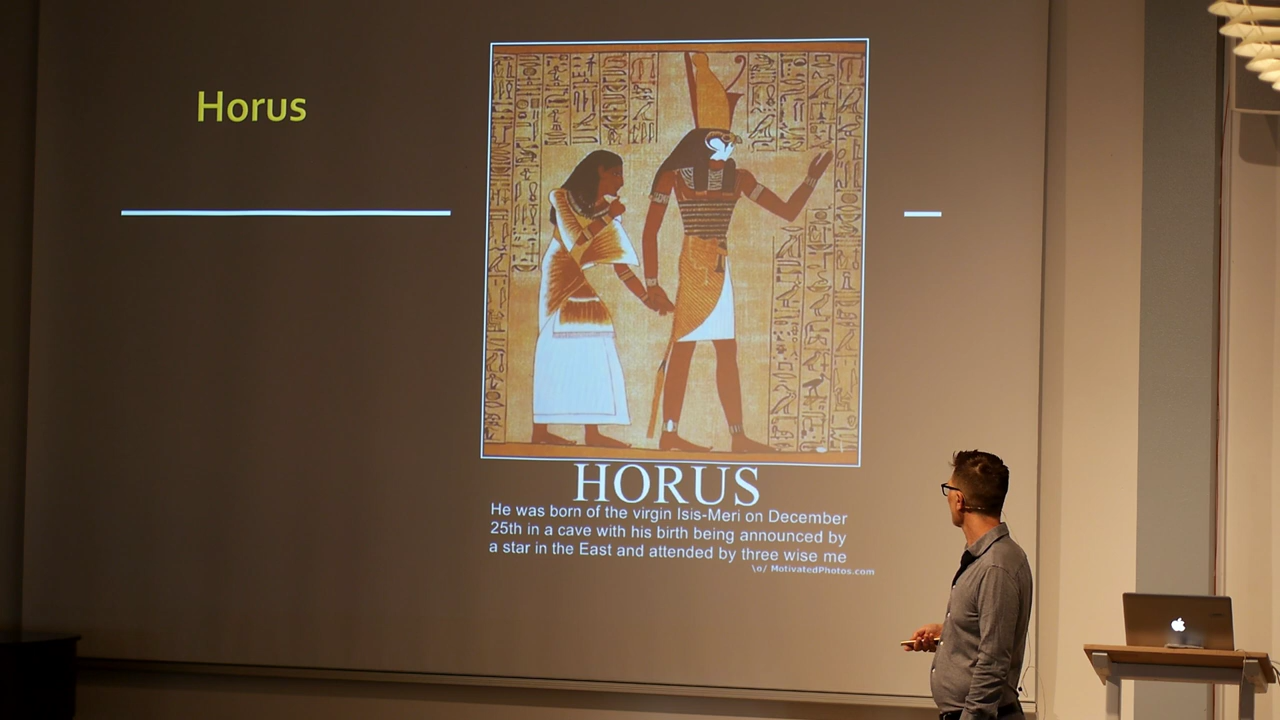 Horus
HORUS
He was born of the virgin Isis-Meri on December
25th in a cave with his birth being announced by
a star in the East and attended by three wise me
\o/ MotivatedPhotos.com